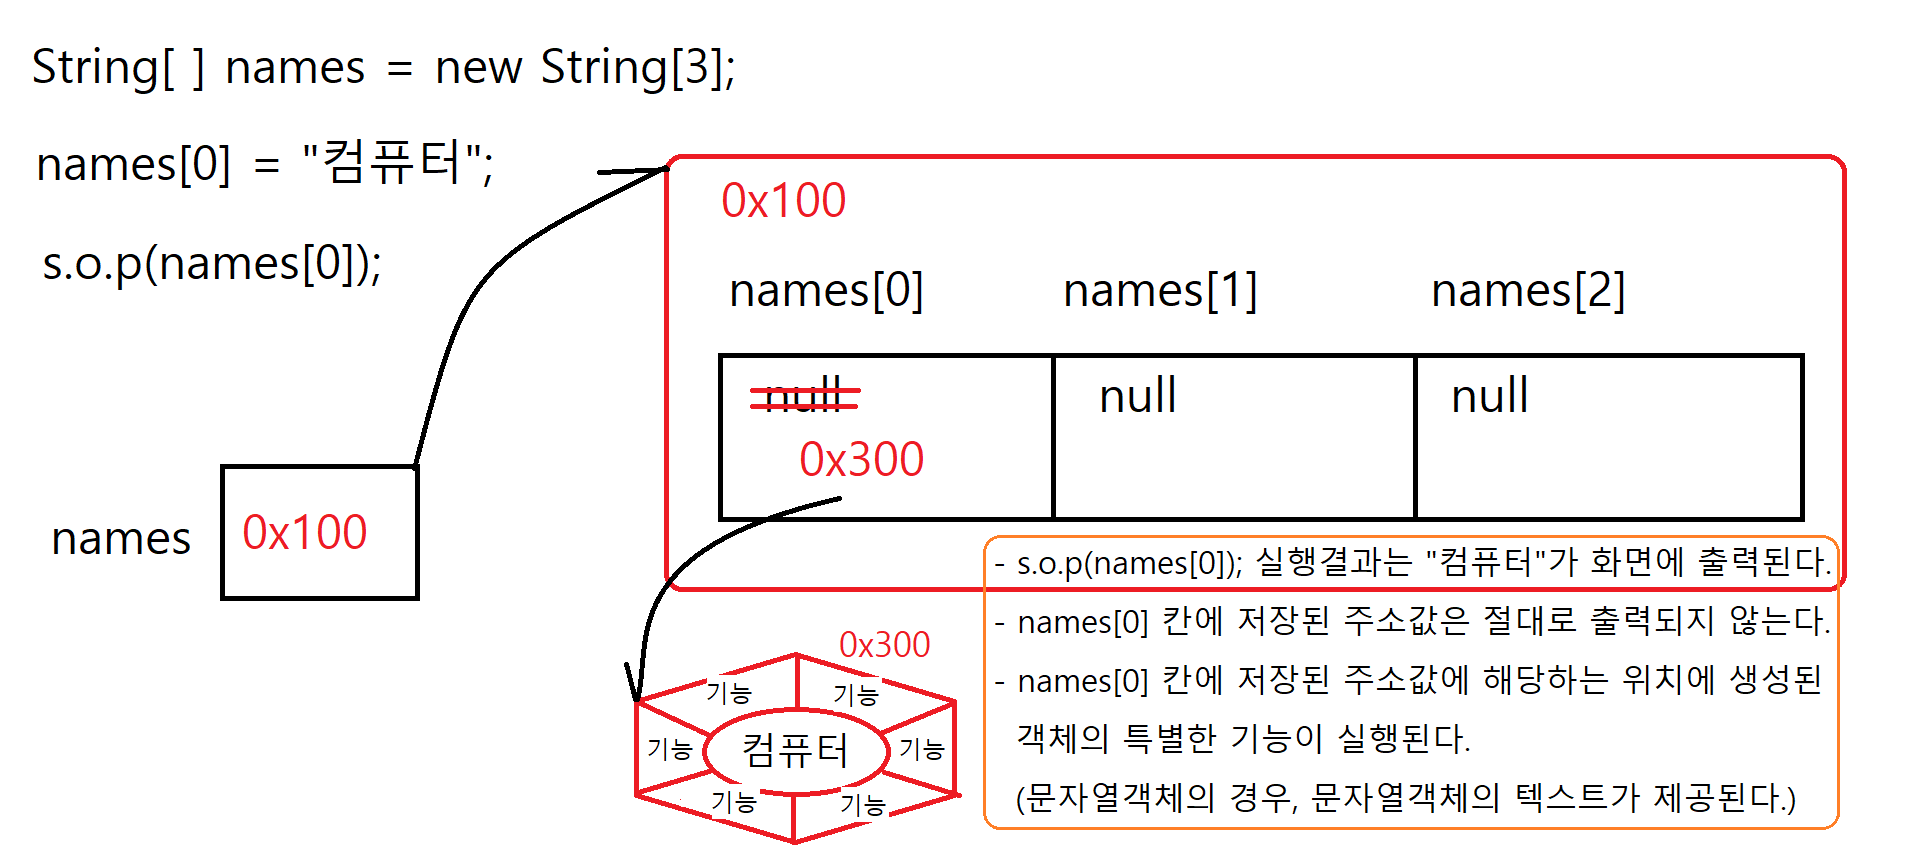 String[ ] names = new String[3];
names[0] = "컴퓨터";
s.o.p(names[0]);
0x100
names[0] names[1] names[2]
null null null
0x300
names 0x100
- s.o.p(names[0]); 실행결과는 "컴퓨터"가 화면에 출력된다.
- names[0] 칸에 저장된 주소값은 절대로 출력되지 않는다.
- names[0] 칸에 저장된 주소값에 해당하는 위치에 생성된
객체의 특별한 기능이 실행된다.
(문자열객체의 경우, 문자열객체의 텍스트가 제공된다.)
0x300
기능 기능
기능 컴퓨터 기능
기능 기능